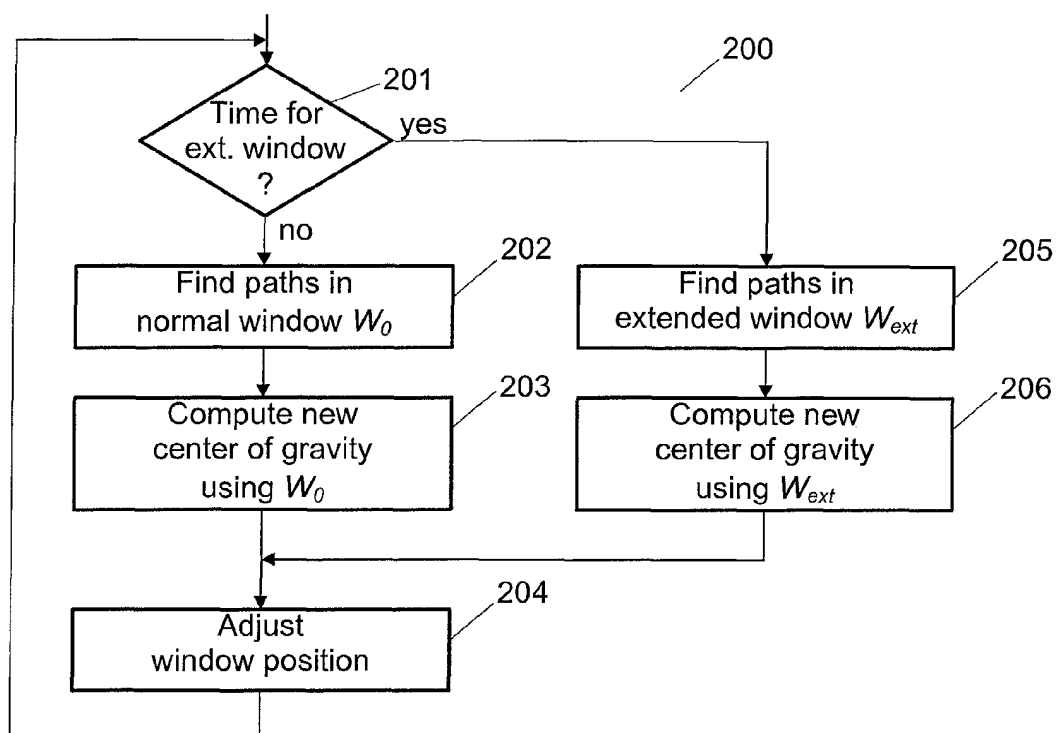 200
201
Time for
ext. window
?
yes
no
202
Find paths in
normal window W0
205
Find paths in
extended window Wext
203
Compute new
center of gravity
using W0
206
Compute new
center of gravity
using Wext
204
Adjust
window position